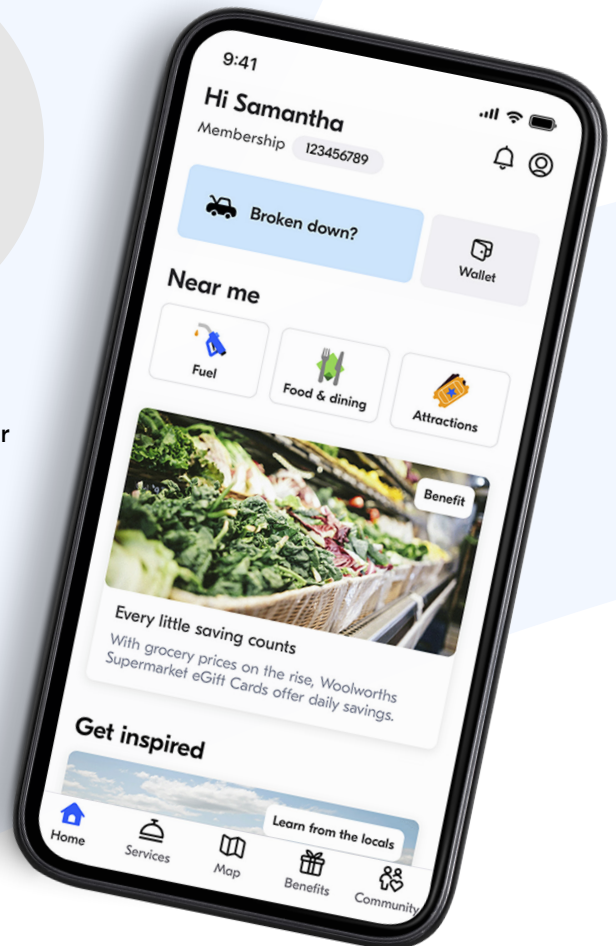 9:41
Hi Samantha
Membership 123456789
Broken down?
Wallet
Near me
Fuel
Food & dining
Attractions
r
Benefit
Every little saving counts
With grocery prices on the rise, Woolworths
Supermarket eGift Cards offer daily savings.
Get inspired
Learn from the locals
Home
Services
Map
Benefits
Community